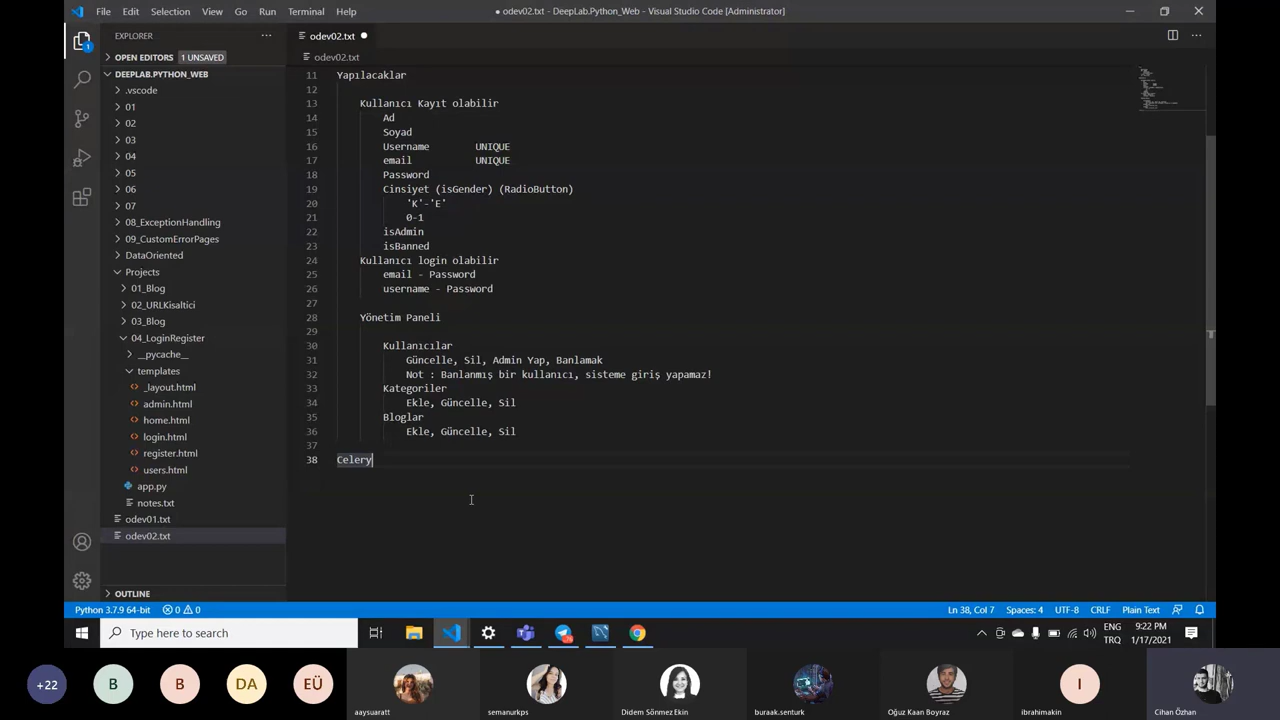 File Edit Selection View Go Run Terminal Help
● odev02.txt - DeepLab.Python_Web - Visual Studio Code [Administrator]
EXPLORER
OPEN EDITORS 1 UNSAVED
DEEPLAB.PYTHON_WEB
.vscode
01
02
03
04
05
06
07
08_ExceptionHandling
09_CustomErrorPages
DataOriented
Projects
01_Blog
02_URLKisaltici
03_Blog
04_LoginRegister
__pycache__
templates
_layout.html
admin.html
home.html
login.html
register.html
users.html
app.py
notes.txt
odev01.txt
odev02.txt
OUTLINE
odev02.txt
odev02.txt
11 Yapılacaklar
12
13 Kullanıcı Kayıt olabilir
14 Ad
15 Soyad
16 Username UNIQUE
17 email UNIQUE
18 Password
19 Cinsiyet (isGender) (RadioButton)
20 'K'-'E'
21 0-1
22 isAdmin
23 isBanned
24 Kullanıcı login olabilir
25 email - Password
26 username - Password
27
28 Yönetim Paneli
29
30 Kullanıcılar
31 Güncelle, Sil, Admin Yap, Banlamak
32 Not : Banlanmış bir kullanıcı, sisteme giriş yapamaz!
33 Kategoriler
34 Ekle, Güncelle, Sil
35 Bloglar
36 Ekle, Güncelle, Sil
37
38 Celery
1
Python 3.7.9 64-bit 0 0
Ln 38, Col 7 Spaces: 4 UTF-8 CRLF Plain Text
Type here to search
ENG
TRQ
9:22 PM
1/17/2021
+22
B
B
DA
EÜ
I
aaysuaratt
semanurkps
Didem Sönmez Ekin
buraak.senturk
Oğuz Kaan Boyraz
ibrahimakin
Cihan Özhan